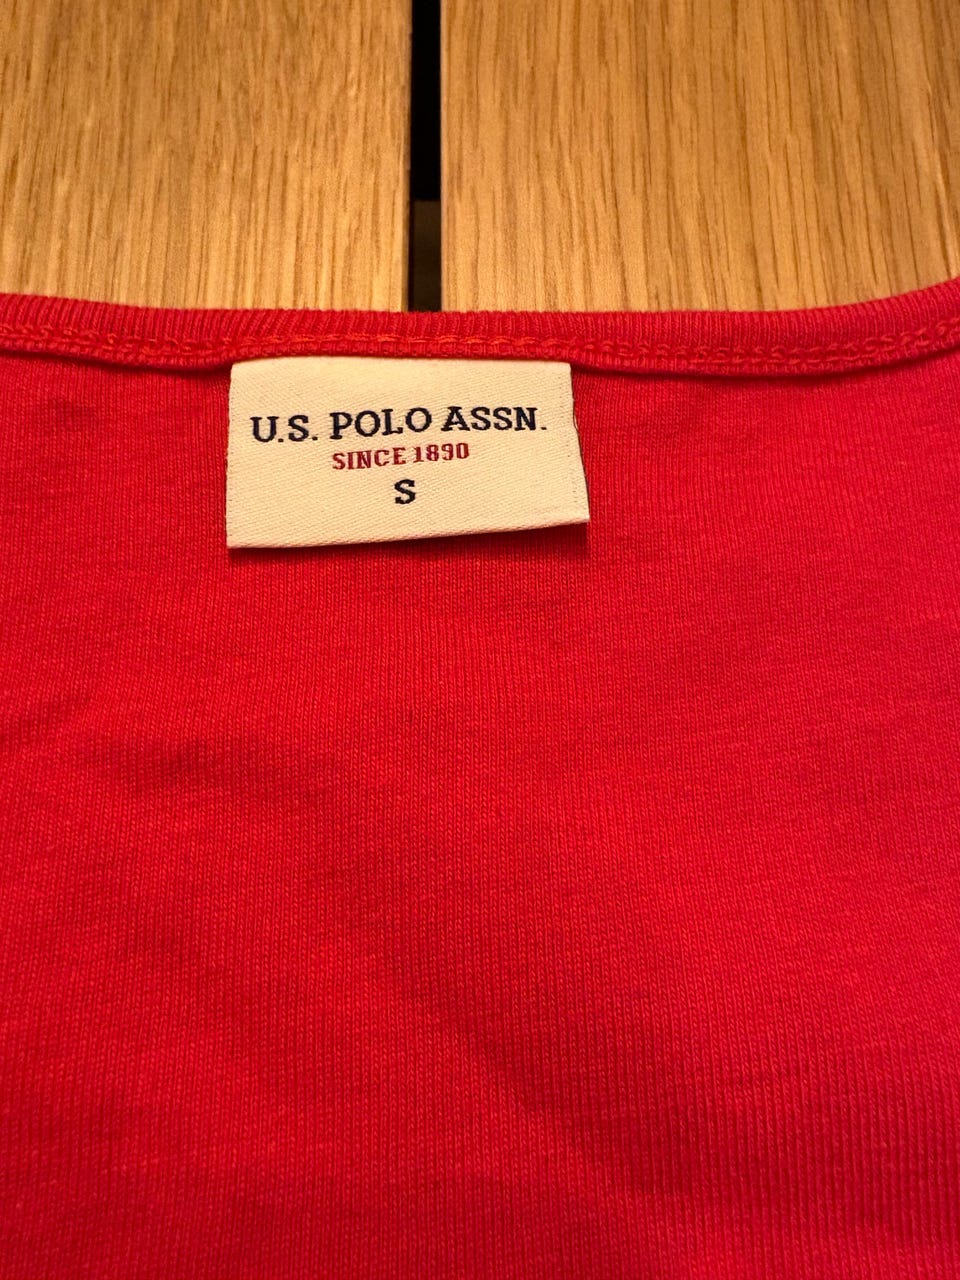 U.S. POLO ASSN.
SINCE 1890
S